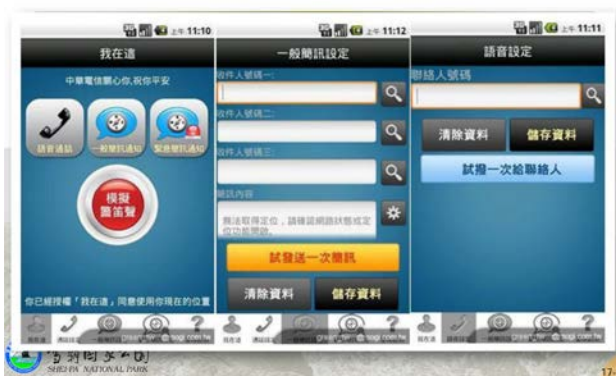 上午 11:10
我在這
中華電信關心你,祝你平安
語音通話
一般簡訊通知
緊急簡訊通知
模擬
警笛聲
你已經授權「我在這」同意使用你現在的位置
我在這
上午 11:12
一般簡訊設定
收件人號碼一:
收件人號碼二:
收件人號碼三:
簡訊內容
無法取得定位，請確認網路狀態或定
位功能開啟。
試發送一次簡訊
清除資料
儲存資料
上午 11:11
語音設定
聯絡人號碼
清除資料
儲存資料
試撥一次給聯絡人
SHEI-PA NATIONAL PARK
17